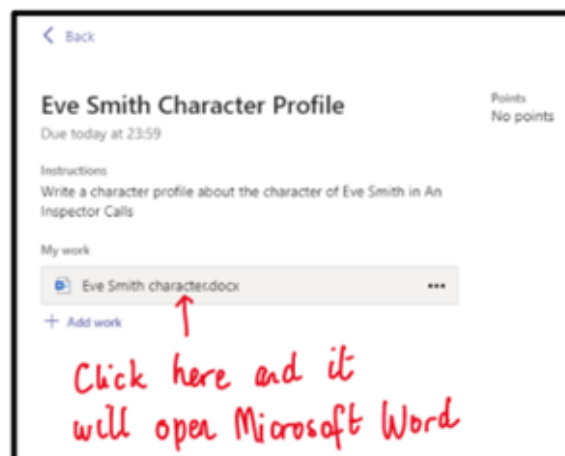 Back
Eve Smith Character Profile
Due today at 23:59
Points
No points
Instructions
Write a character profile about the character of Eve Smith in An
Inspector Calls
My work
Eve Smith character.docx
+ Add work
Click here and it
will open Microsoft Word